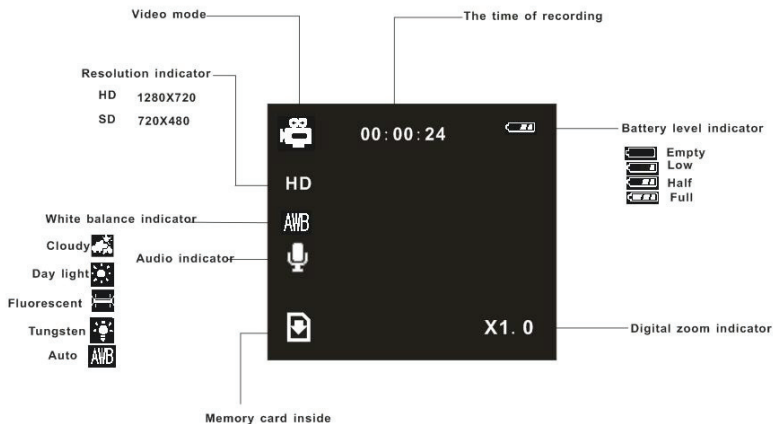 Video mode
The time of recording
Resolution indicator
HD 1280X720
SD 720X480
00:00:24
Battery level indicator
Empty
Low
Half
Full
HD
White balance indicator
AWB
Cloudy
Audio indicator
Day light
Fluorescent
Tungsten
Auto AWB
X1.0
Digital zoom indicator
Memory card inside